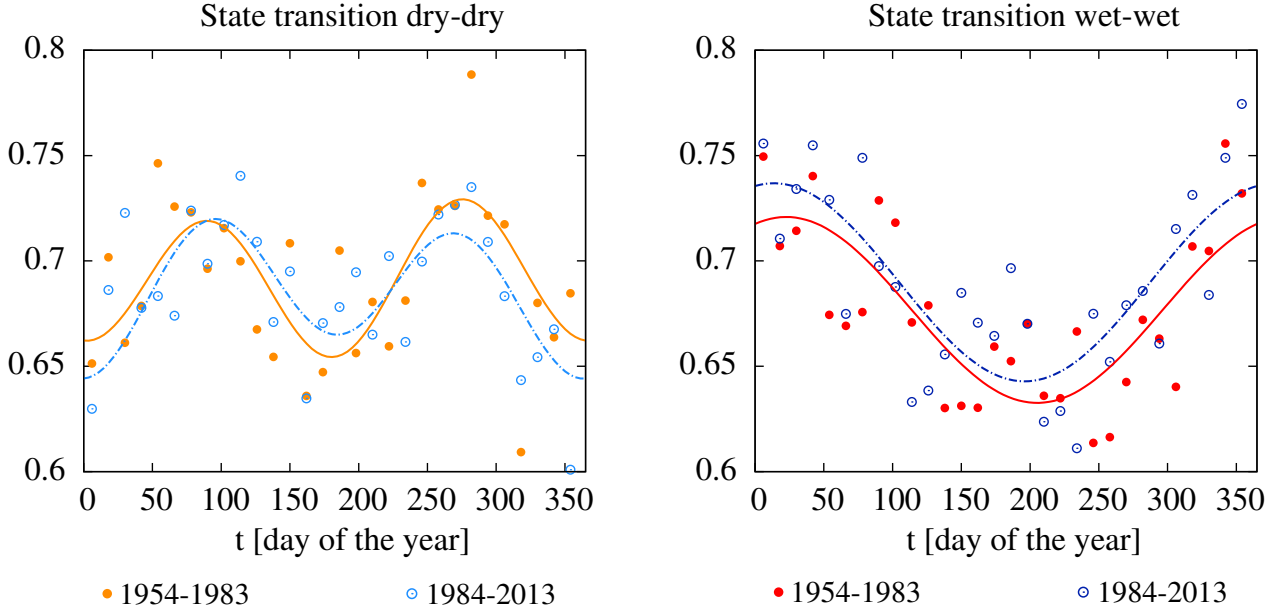 State transition dry-dry
0.8
0.75
0.7
0.65
0.6
0 50 100 150 200 250 300 350
t [day of the year]
1954-1983 1984-2013
State transition wet-wet
0.8
0.75
0.7
0.65
0.6
0 50 100 150 200 250 300 350
t [day of the year]
1954-1983 1984-2013